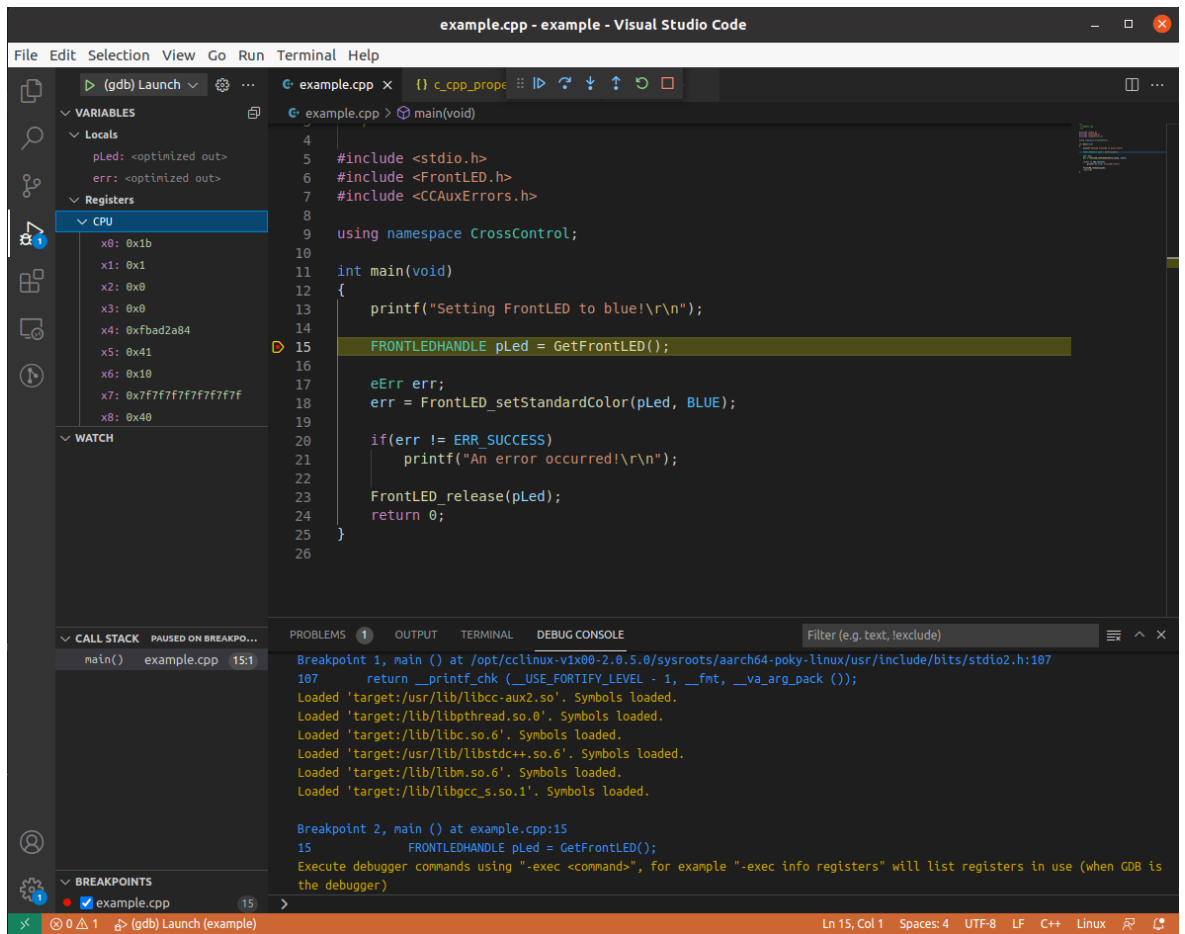 example.cpp - example - Visual Studio Code
File Edit Selection View Go Run Terminal Help
(gdb) Launch
example.cpp
{} c_cpp_prope
VARIABLES
example.cpp > main(void)
Locals
pLed: <optimized out>
err: <optimized out>
Registers
CPU
x0: 0x1b
x1: 0x1
x2: 0x0
x3: 0x0
x4: 0xfbad2a84
x5: 0x41
x6: 0x10
x7: 0x7f7f7f7f7f7f7f7f
x8: 0x40
WATCH
4
5 #include <stdio.h>
6 #include <FrontLED.h>
7 #include <CCAuxErrors.h>
8
9 using namespace CrossControl;
10
11 int main(void)
12 {
13 printf("Setting FrontLED to blue!\r\n");
14
15 FRONTLEDHANDLE pLed = GetFrontLED();
16
17 eErr err;
18 err = FrontLED_setStandardColor(pLed, BLUE);
19
20 if(err != ERR_SUCCESS)
21 printf("An error occurred!\r\n");
22
23 FrontLED_release(pLed);
24 return 0;
25 }
26
CALL STACK PAUSED ON BREAKPO...
main() example.cpp 15:1
PROBLEMS 1 OUTPUT TERMINAL DEBUG CONSOLE Filter (e.g. text, !exclude)
Breakpoint 1, main () at /opt/cclinux-v1x00-2.0.5.0/sysroots/aarch64-poky-linux/usr/include/bits/stdio2.h:107
107 return __printf_chk (__USE_FORTIFY_LEVEL - 1, __fmt, __va_arg_pack ());
Loaded 'target:/usr/lib/libcc-aux2.so'. Symbols loaded.
Loaded 'target:/lib/libpthread.so.0'. Symbols loaded.
Loaded 'target:/lib/libc.so.6'. Symbols loaded.
Loaded 'target:/usr/lib/libstdc++.so.6'. Symbols loaded.
Loaded 'target:/lib/libm.so.6'. Symbols loaded.
Loaded 'target:/lib/libgcc_s.so.1'. Symbols loaded.
Breakpoint 2, main () at example.cpp:15
15 FRONTLEDHANDLE pLed = GetFrontLED();
Execute debugger commands using "-exec <command>", for example "-exec info registers" will list registers in use (when GDB is
the debugger)
>
BREAKPOINTS
example.cpp 15
1
1
0 1 (gdb) Launch (example)
Ln 15, Col 1 Spaces: 4 UTF-8 LF C++ Linux